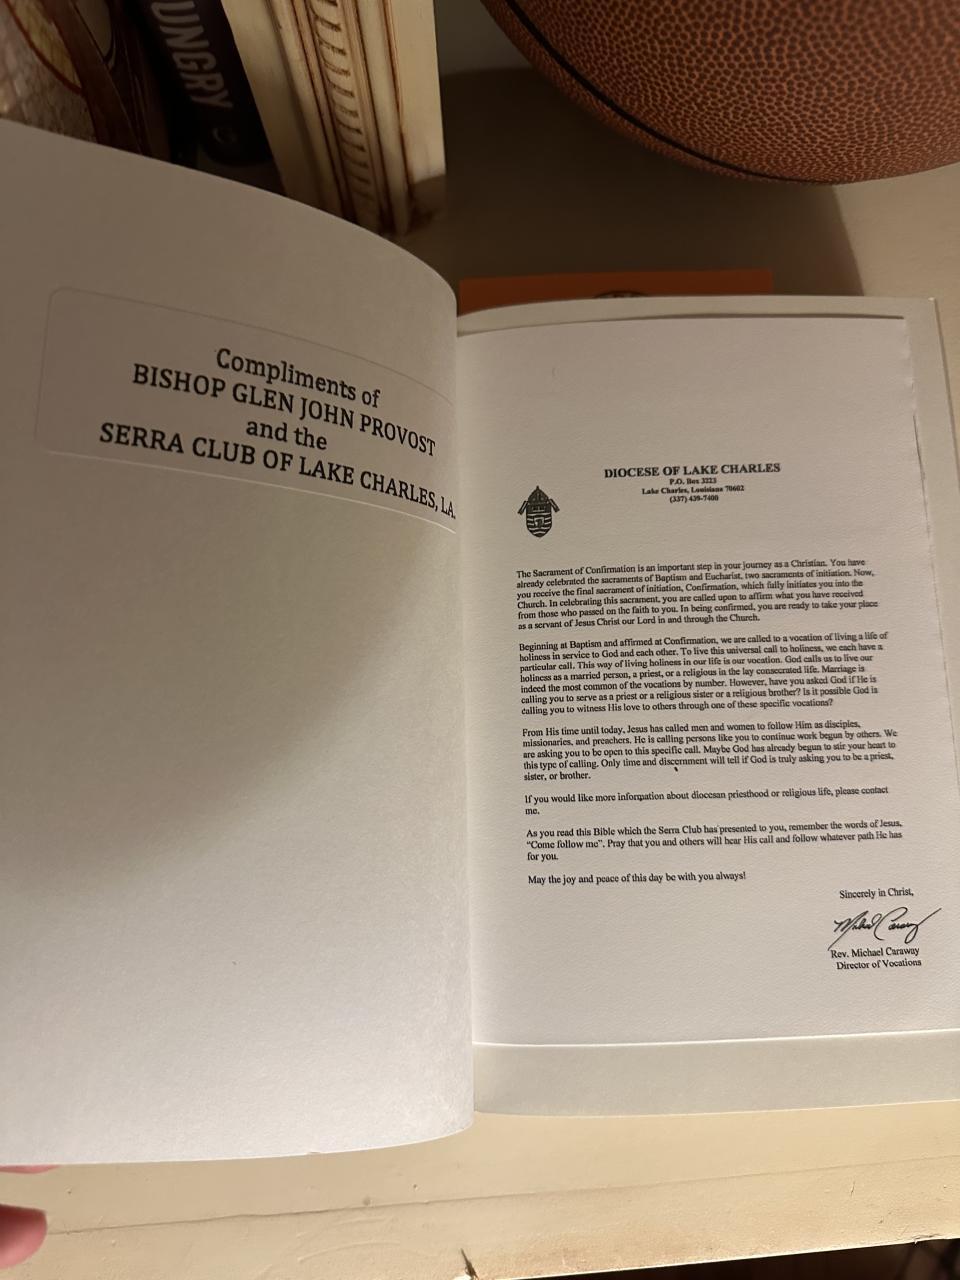 UNGRY
Compliments of
BISHOP GLEN JOHN PROVOST
and the
SERRA CLUB OF LAKE CHARLES, LA.
DIOCESE OF LAKE CHARLES
P.O. Box 3223
Lake Charles, Louisiana 70602
(337) 439-7400
The Sacrament of Confirmation is an important step in your journey as a Christian. You have
already celebrated the sacraments of Baptism and Eucharist, two sacraments of initiation. Now,
you receive the final sacrament of initiation, Confirmation, which fully initiates you into the
Church. In celebrating this sacrament, you are called upon to affirm what you have received
from those who passed on the faith to you. In being confirmed, you are ready to take your place
as a servant of Jesus Christ our Lord in and through the Church.
Beginning at Baptism and affirmed at Confirmation, we are called to a vocation of living a life of
holiness in service to God and each other. To live this universal call to holiness, we each have a
particular call. This way of living holiness in our life is our vocation. God calls us to live our
holiness as a married person, a priest, or a religious in the lay consecrated life. Marriage is
indeed the most common of the vocations by number. However, have you asked God if He is
calling you to serve as a priest or a religious sister or a religious brother? Is it possible God is
calling you to witness His love to others through one of these specific vocations?
From His time until today, Jesus has called men and women to follow Him as disciples,
missionaries, and preachers. He is calling persons like you to continue work begun by others. We
are asking you to be open to this specific call. Maybe God has already begun to stir your heart to
this type of calling. Only time and discernment will tell if God is truly asking you to be a priest,
sister, or brother.
If you would like more information about diocesan priesthood or religious life, please contact
me.
As you read this Bible which the Serra Club has presented to you, remember the words of Jesus,
“Come follow me”. Pray that you and others will hear His call and follow whatever path He has
for you.
May the joy and peace of this day be with you always!
Sincerely in Christ,
Michael Caraway
Rev. Michael Caraway
Director of Vocations